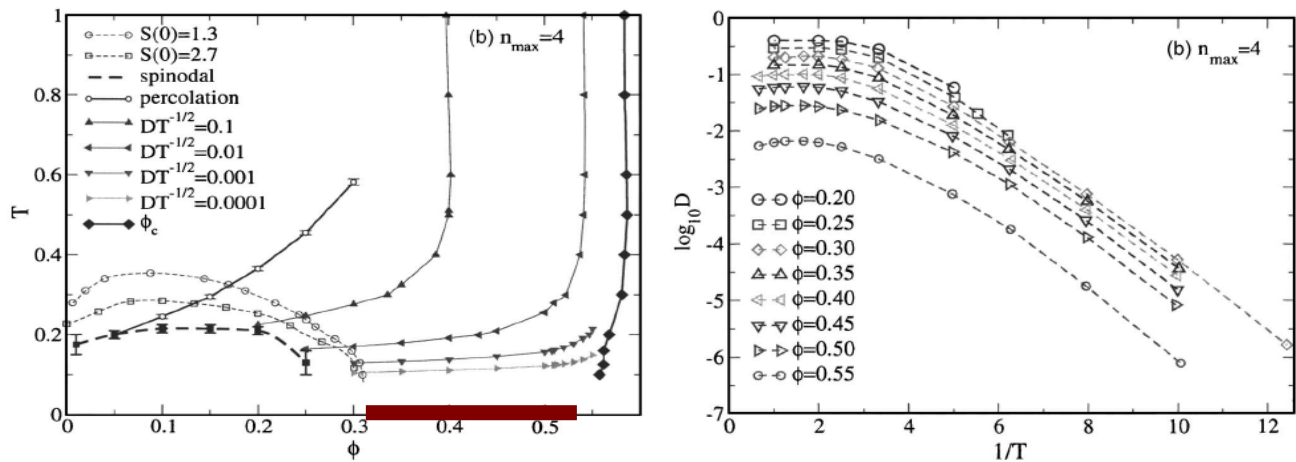 (b) n_max=4
S(0)=1.3
S(0)=2.7
spinodal
percolation
DT^-1/2=0.1
DT^-1/2=0.01
DT^-1/2=0.001
DT^-1/2=0.0001
ϕ_c
T
1
0.8
0.6
0.4
0.2
0
0 0.1 0.2 0.3 0.4 0.5
ϕ
(b) n_max=4
log_10 D
0
-1
-2
-3
-4
-5
-6
-7
ϕ=0.20
ϕ=0.25
ϕ=0.30
ϕ=0.35
ϕ=0.40
ϕ=0.45
ϕ=0.50
ϕ=0.55
0 2 4 6 8 10 12
1/T